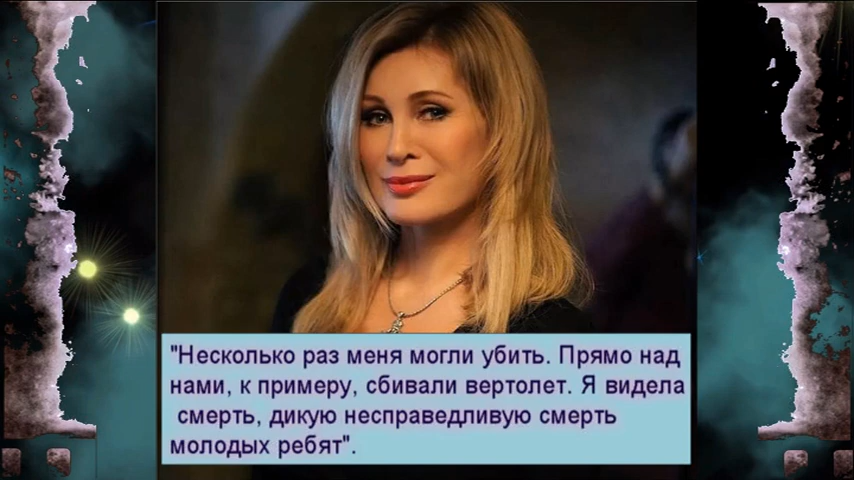 "Несколько раз меня могли убить. Прямо над
нами, к примеру, сбивали вертолет. Я видела
смерть, дикую несправедливую смерть
молодых ребят".